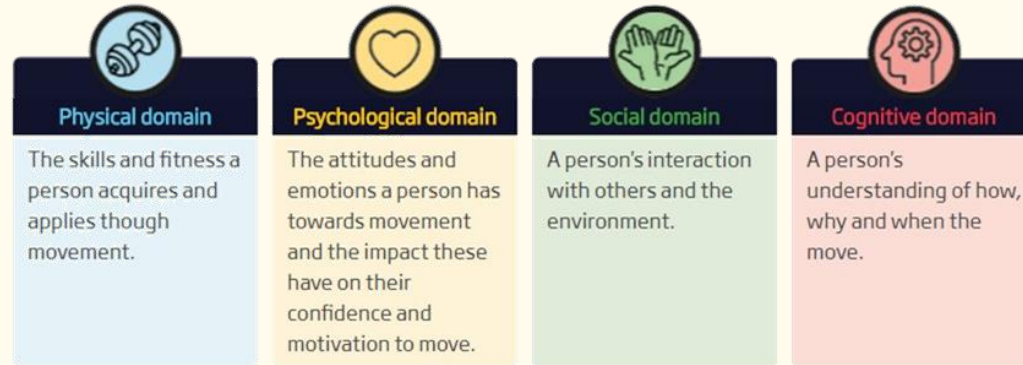 Physical domain
The skills and fitness a
person acquires and
applies though
movement.
Psychological domain
The attitudes and
emotions a person has
towards movement
and the impact these
have on their
confidence and
motivation to move.
Social domain
A person's interaction
with others and the
environment.
Cognitive domain
A person's
understanding of how,
why and when the
move.